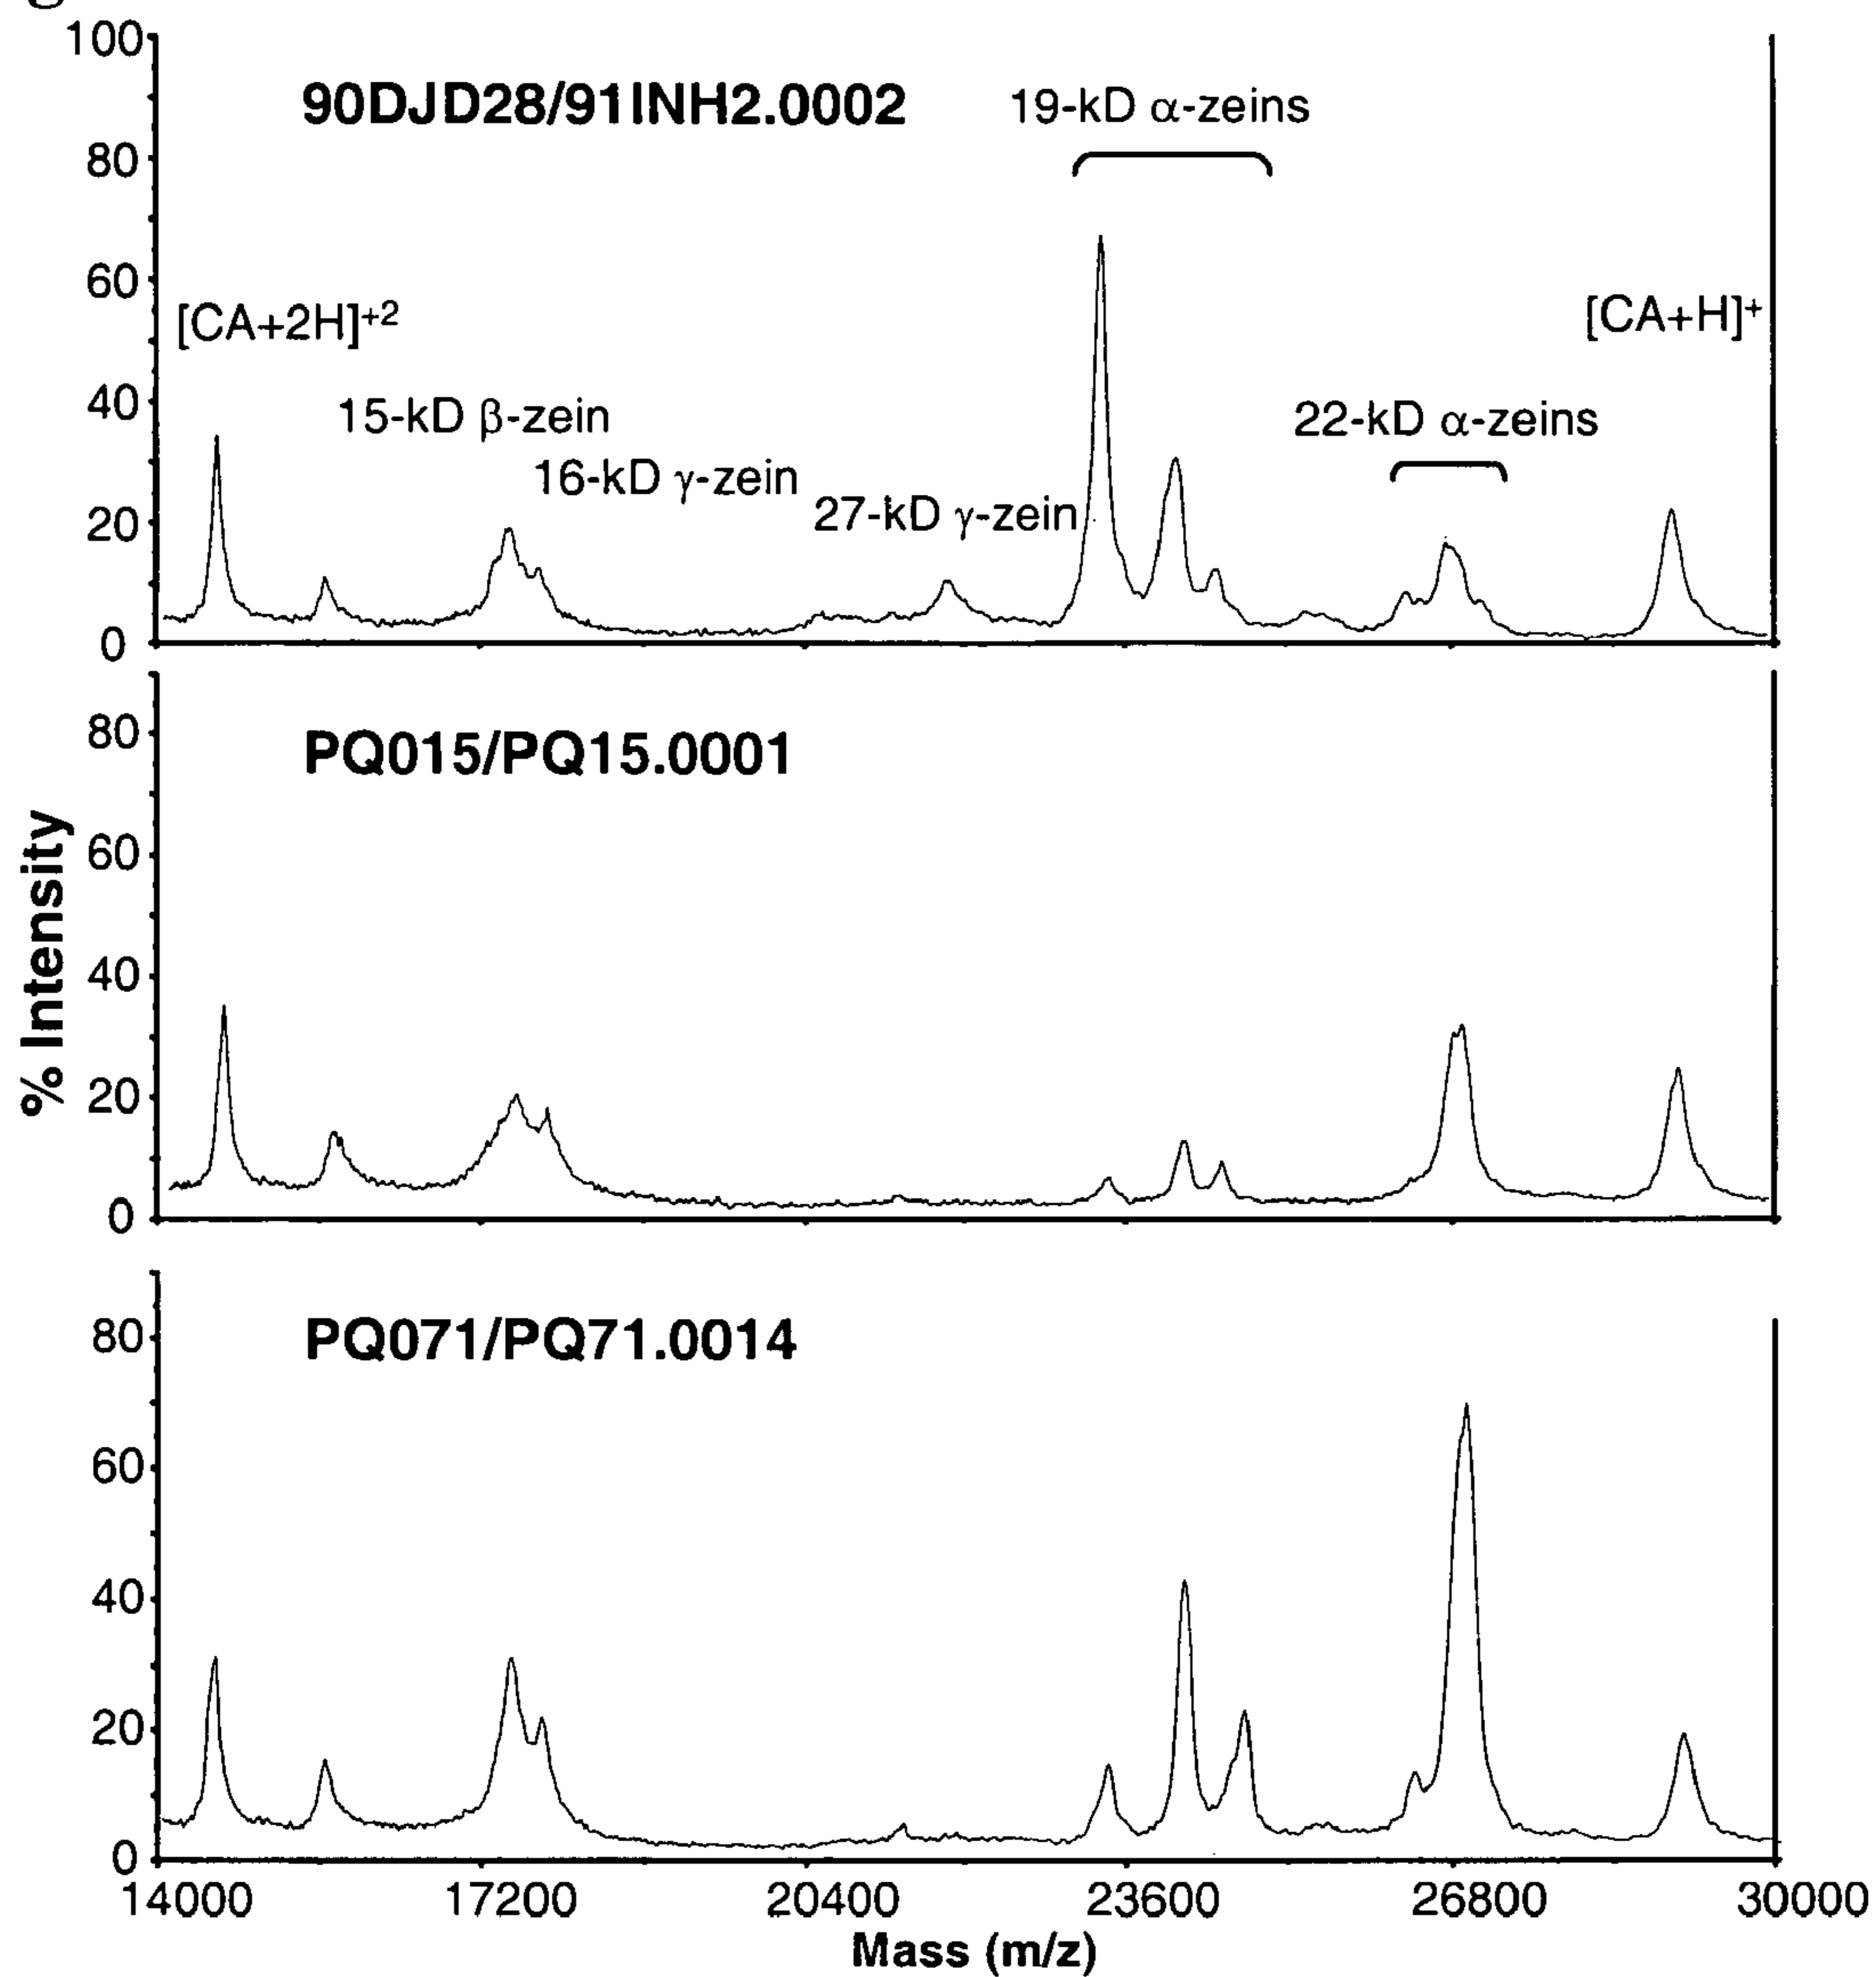 100
90DJD28/91INH2.0002
19-kD α-zeins
80
60
[CA+2H]+2
[CA+H]+
40
15-kD β-zein
22-kD α-zeins
16-kD γ-zein
27-kD γ-zein
20
0
80
PQ015/PQ15.0001
60
% Intensity
40
20
0
80
PQ071/PQ71.0014
60
40
20
0
14000 17200 20400 23600 26800 30000
Mass (m/z)